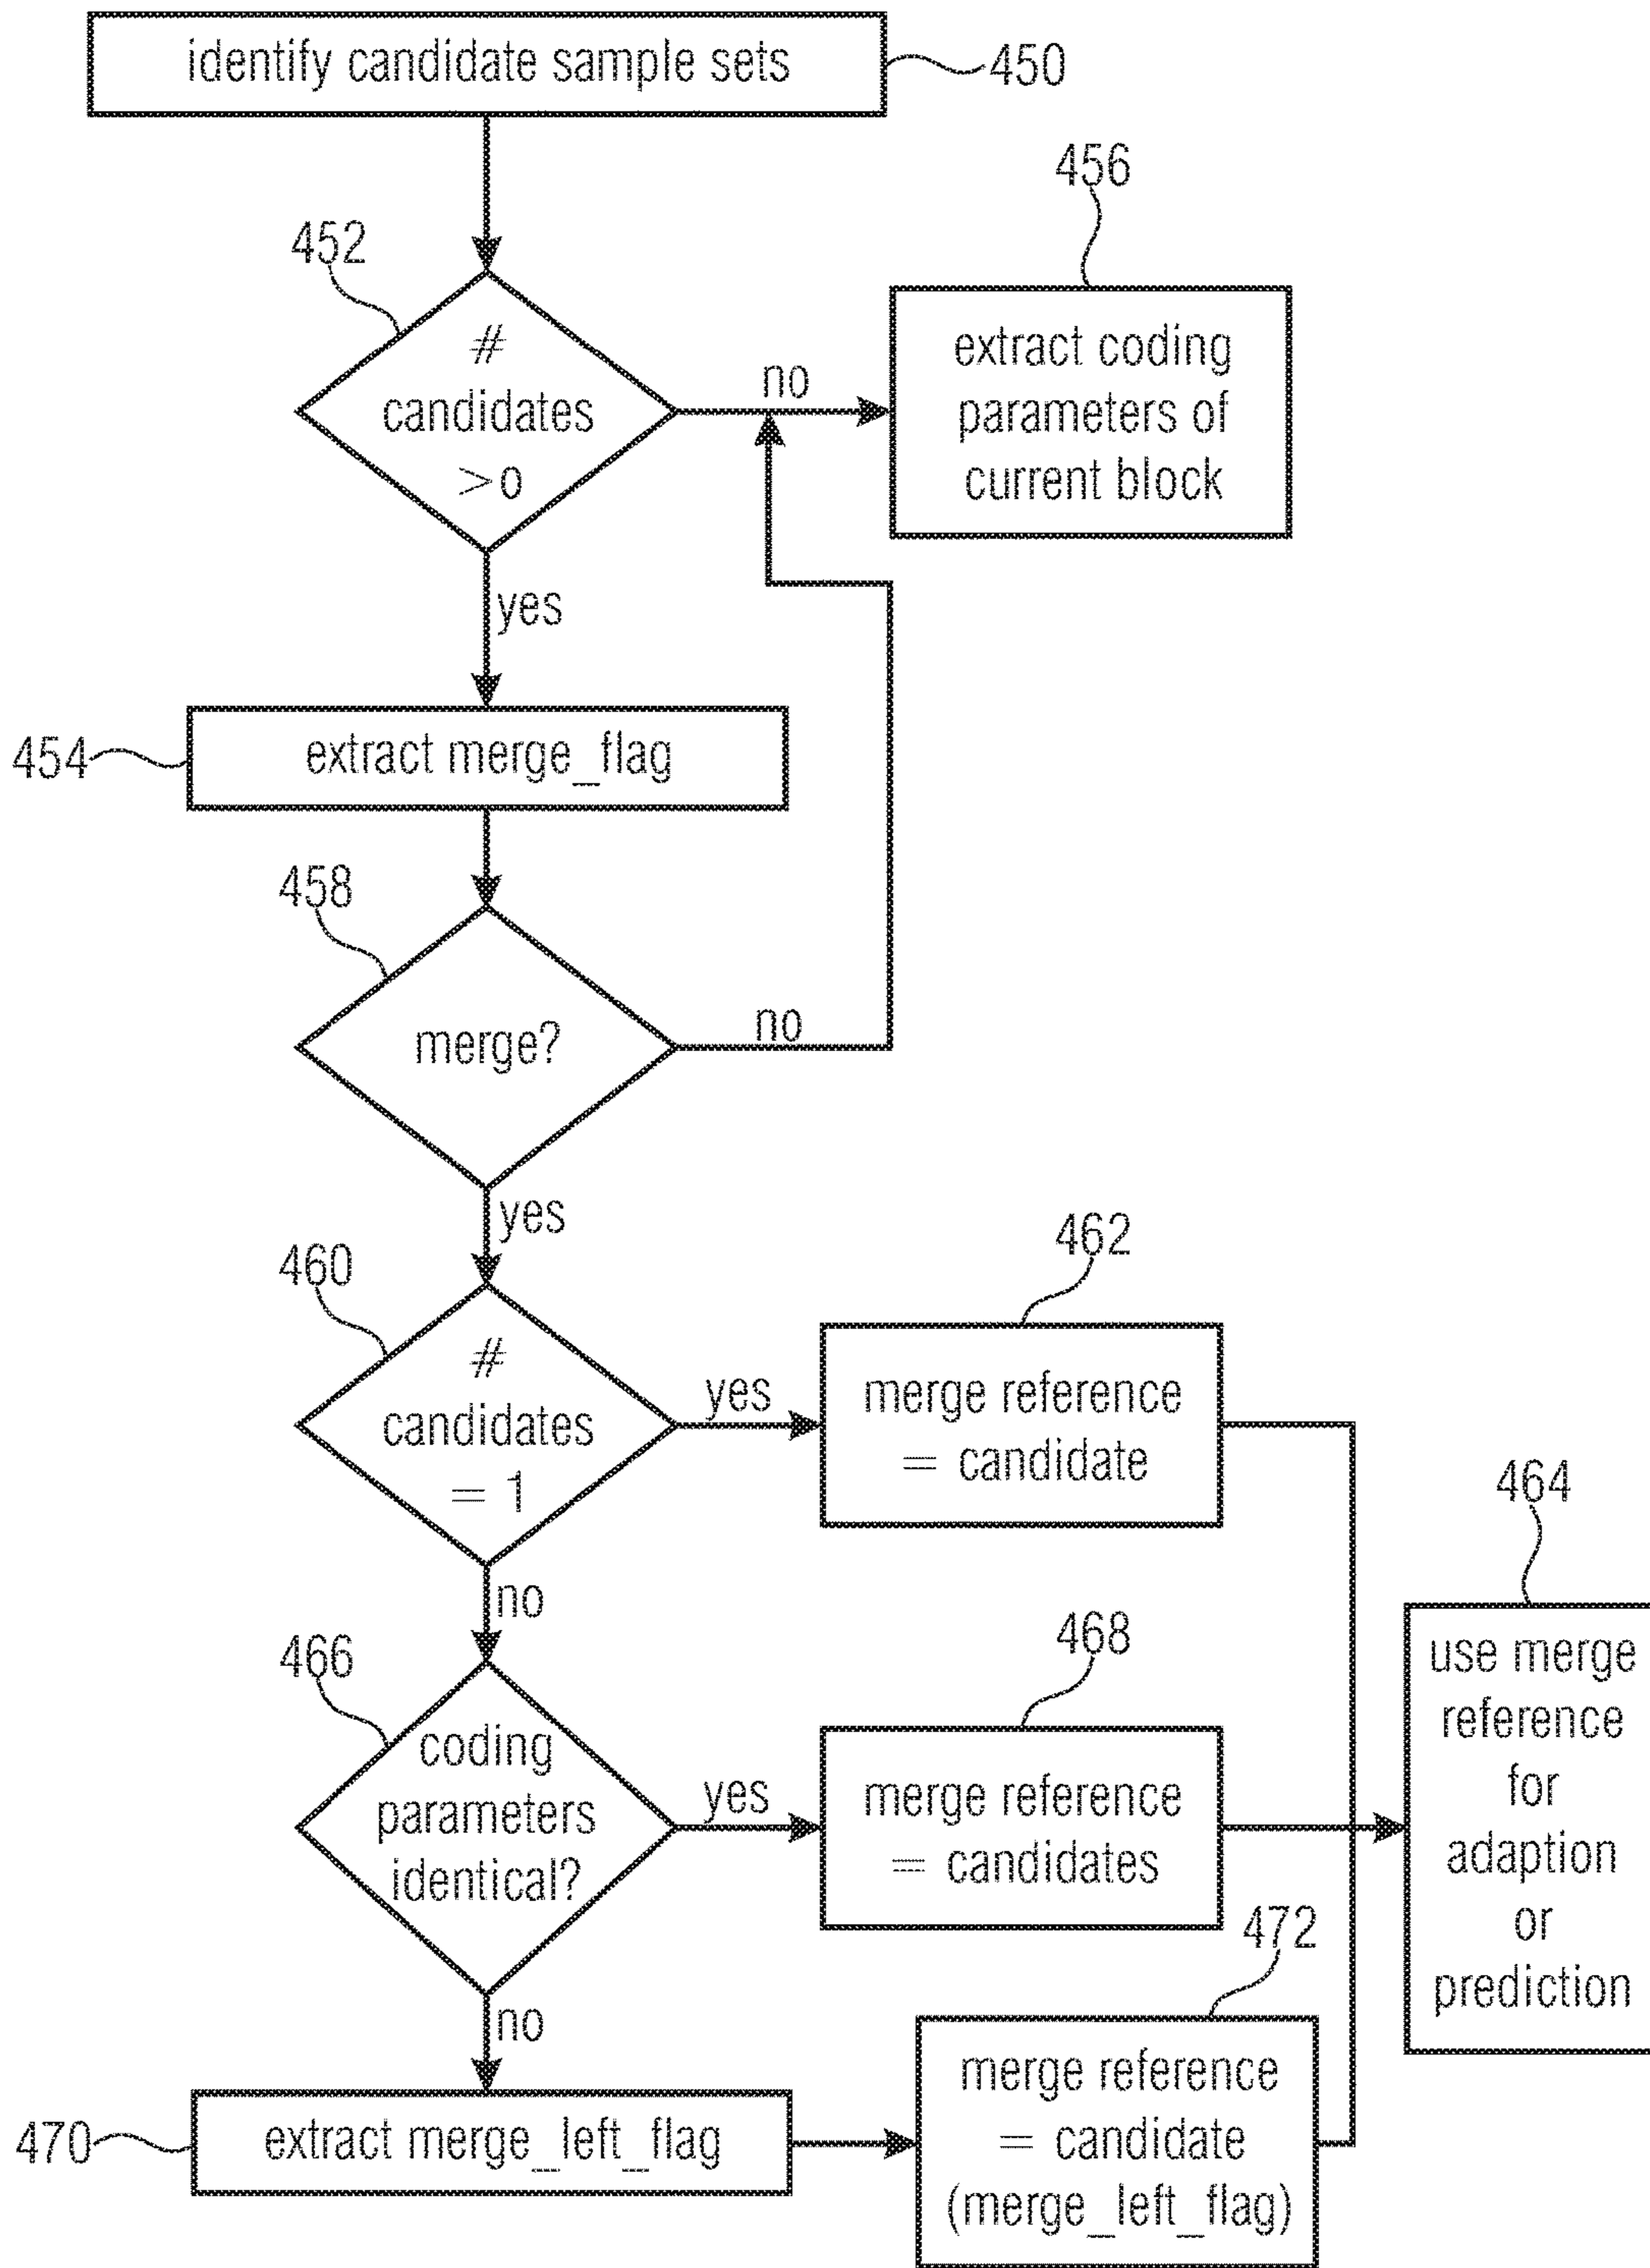 identify candidate sample sets
450
456
452
#
candidates
>o
no
extract coding
parameters of
current block
yes
454
extract merge_flag
458
merge?
no
yes
460
#
candidates
= 1
yes
462
merge reference
= candidate
464
use merge
reference
for
adaption
or
prediction
no
466
coding
parameters
identical?
yes
468
merge reference
= candidates
no
470
extract merge_left_flag
472
merge reference
= candidate
(merge_left_flag)